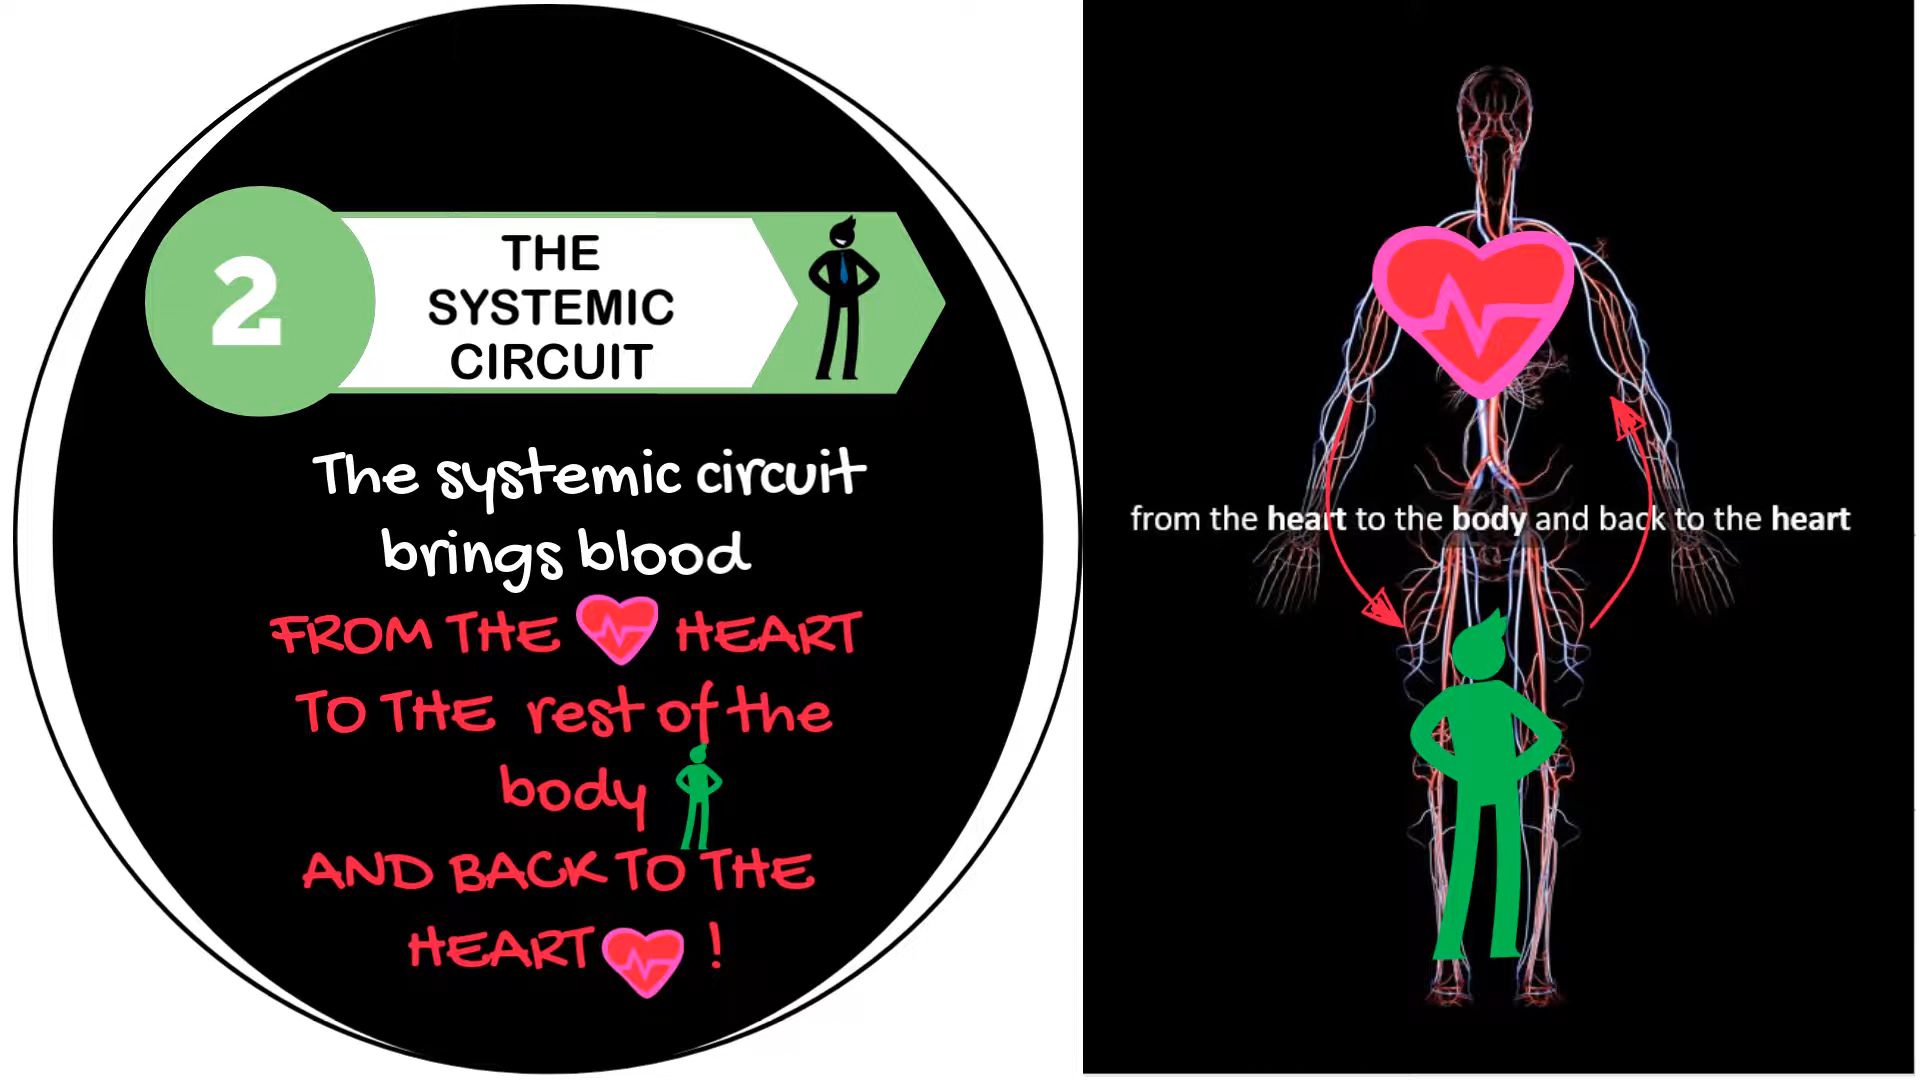 2
THE
SYSTEMIC
CIRCUIT
The systemic circuit
brings blood
FROM THE HEART
TO THE rest of the
body
AND BACK TO THE
HEART !
from the heart to the body and back to the heart